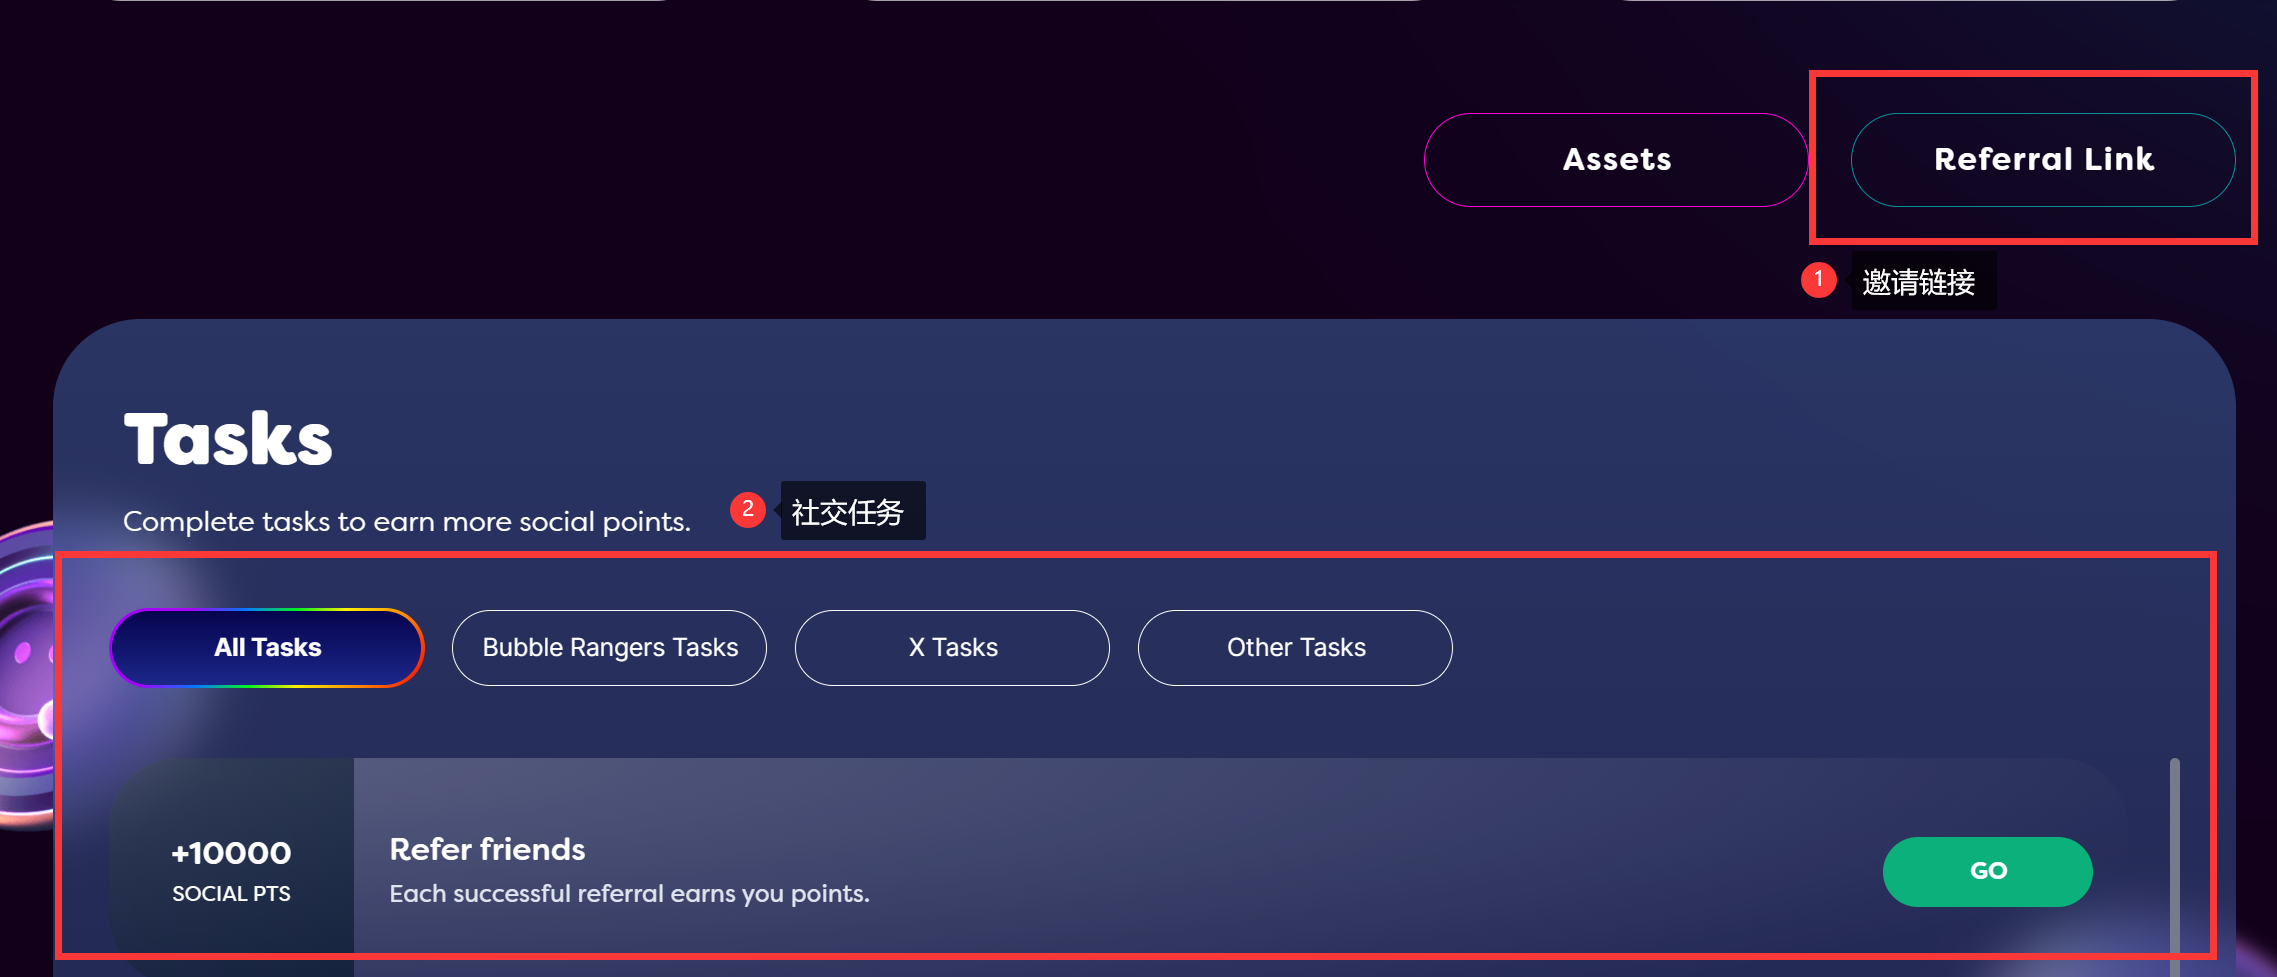 Assets
Referral Link
1
邀请链接
Tasks
Complete tasks to earn more social points.
2
社交任务
All Tasks
Bubble Rangers Tasks
X Tasks
Other Tasks
+10000
SOCIAL PTS
Refer friends
Each successful referral earns you points.
GO